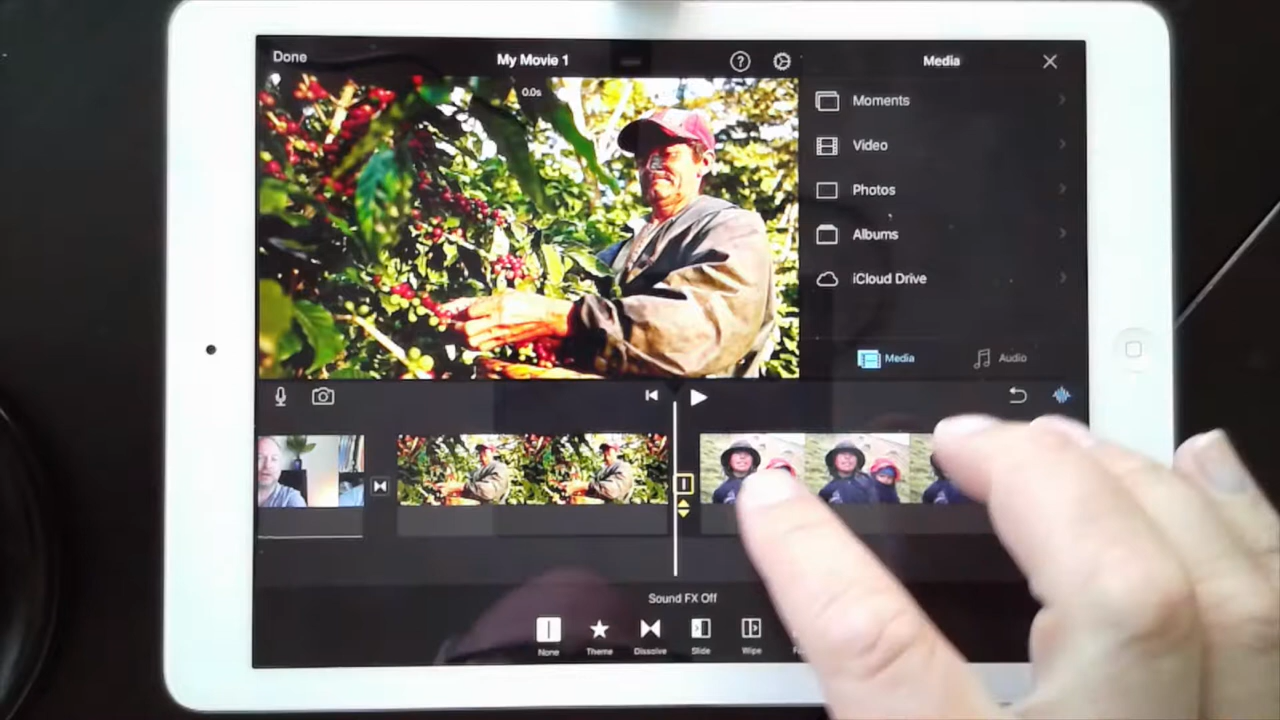 Done
My Movie 1
?
Media
0.0s
Moments
Video
Photos
Albums
iCloud Drive
Media
Audio
Sound FX Off
None
Theme
Dissolve
Slide
Wipe